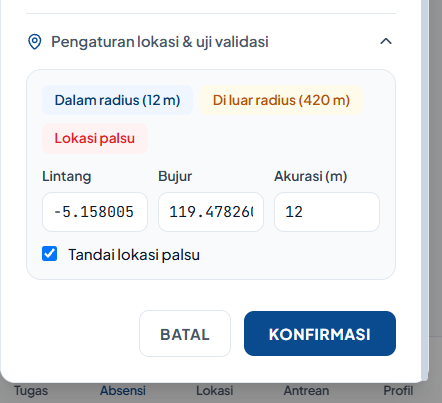 Pengaturan lokasi & uji validasi
Dalam radius (12 m)
Di luar radius (420 m)
Lokasi palsu
Lintang
Bujur
Akurasi (m)
-5.158005
119.478260
12
Tandai lokasi palsu
BATAL
KONFIRMASI
Tugas
Absensi
Lokasi
Antrean
Profil